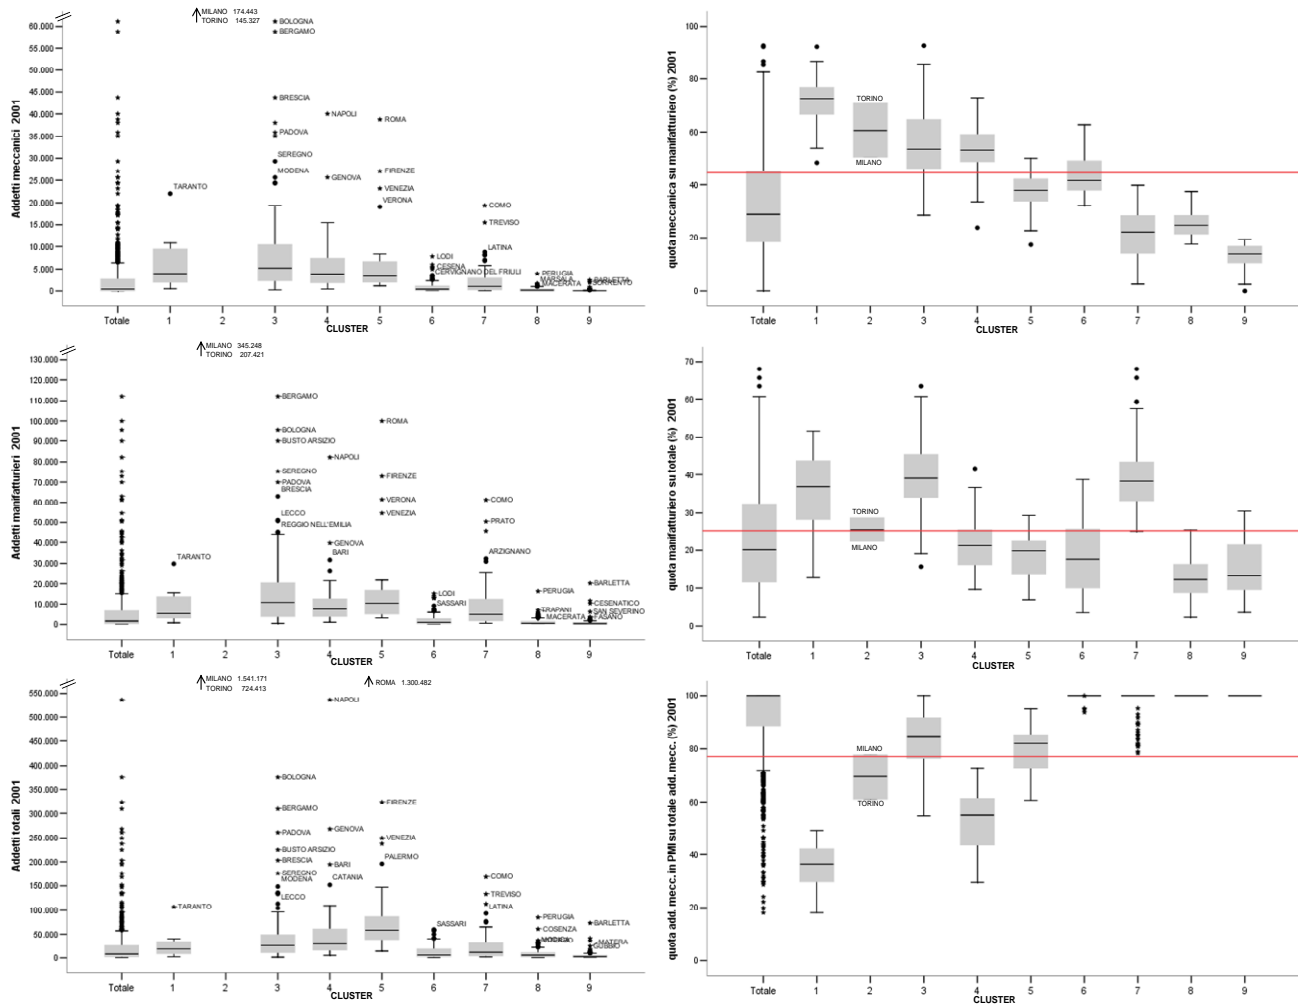 MILANO 174.443
TORINO 145.327
Addetti meccanici 2001
60.000
55.000
50.000
45.000
40.000
35.000
30.000
25.000
20.000
15.000
10.000
5.000
0
BOLOGNA
BERGAMO
BRESCIA
PADOVA
SEREGNO
MODENA
TARANTO
NAPOLI
GENOVA
ROMA
FIRENZE
VENEZIA
VERONA
LODI
CESENA
CERVIGNANO DEL FRIULI
COMO
TREVISO
LATINA
PERUGIA
MARSALA
MACERATA
BARLETTA
SORRENTO
Totale 1 2 3 4 5 6 7 8 9
CLUSTER
quota meccanica su manifatturiero (%) 2001
100
80
60
40
20
0
TORINO
MILANO
Totale 1 2 3 4 5 6 7 8 9
CLUSTER
MILANO 345.248
TORINO 207.421
Addetti manifatturieri 2001
130.000
120.000
110.000
100.000
90.000
80.000
70.000
60.000
50.000
40.000
30.000
20.000
10.000
0
BERGAMO
BOLOGNA
BUSTO ARSIZIO
SEREGNO
PADOVA
BRESCIA
LECCO
REGGIO NELL'EMILIA
TARANTO
NAPOLI
GENOVA
BARI
ROMA
FIRENZE
VERONA
VENEZIA
LODI
SASSARI
COMO
PRATO
ARZIGNANO
PERUGIA
TRAPANI
MACERATA
BARLETTA
CESENATICO
SAN SEVERINO
FASANO
Totale 1 2 3 4 5 6 7 8 9
CLUSTER
quota manifatturiero su totale (%) 2001
70
60
50
40
30
20
10
0
TORINO
MILANO
Totale 1 2 3 4 5 6 7 8 9
CLUSTER
MILANO 1.541.171
TORINO 724.413
ROMA 1.300.482
Addetti totali 2001
550.000
500.000
450.000
400.000
350.000
300.000
250.000
200.000
150.000
100.000
50.000
0
NAPOLI
BOLOGNA
BERGAMO
PADOVA
BUSTO ARSIZIO
BRESCIA
SEREGNO
MODENA
LECCO
TARANTO
GENOVA
BARI
CATANIA
FIRENZE
VENEZIA
PALERMO
SASSARI
COMO
TREVISO
LATINA
PERUGIA
COSENZA
MODICA
BARLETTA
MATERA
GUBBIO
Totale 1 2 3 4 5 6 7 8 9
CLUSTER
quota add. mecc. in PMI su totale add. mecc. (%) 2001
100
80
60
40
20
0
MILANO
TORINO
Totale 1 2 3 4 5 6 7 8 9
CLUSTER